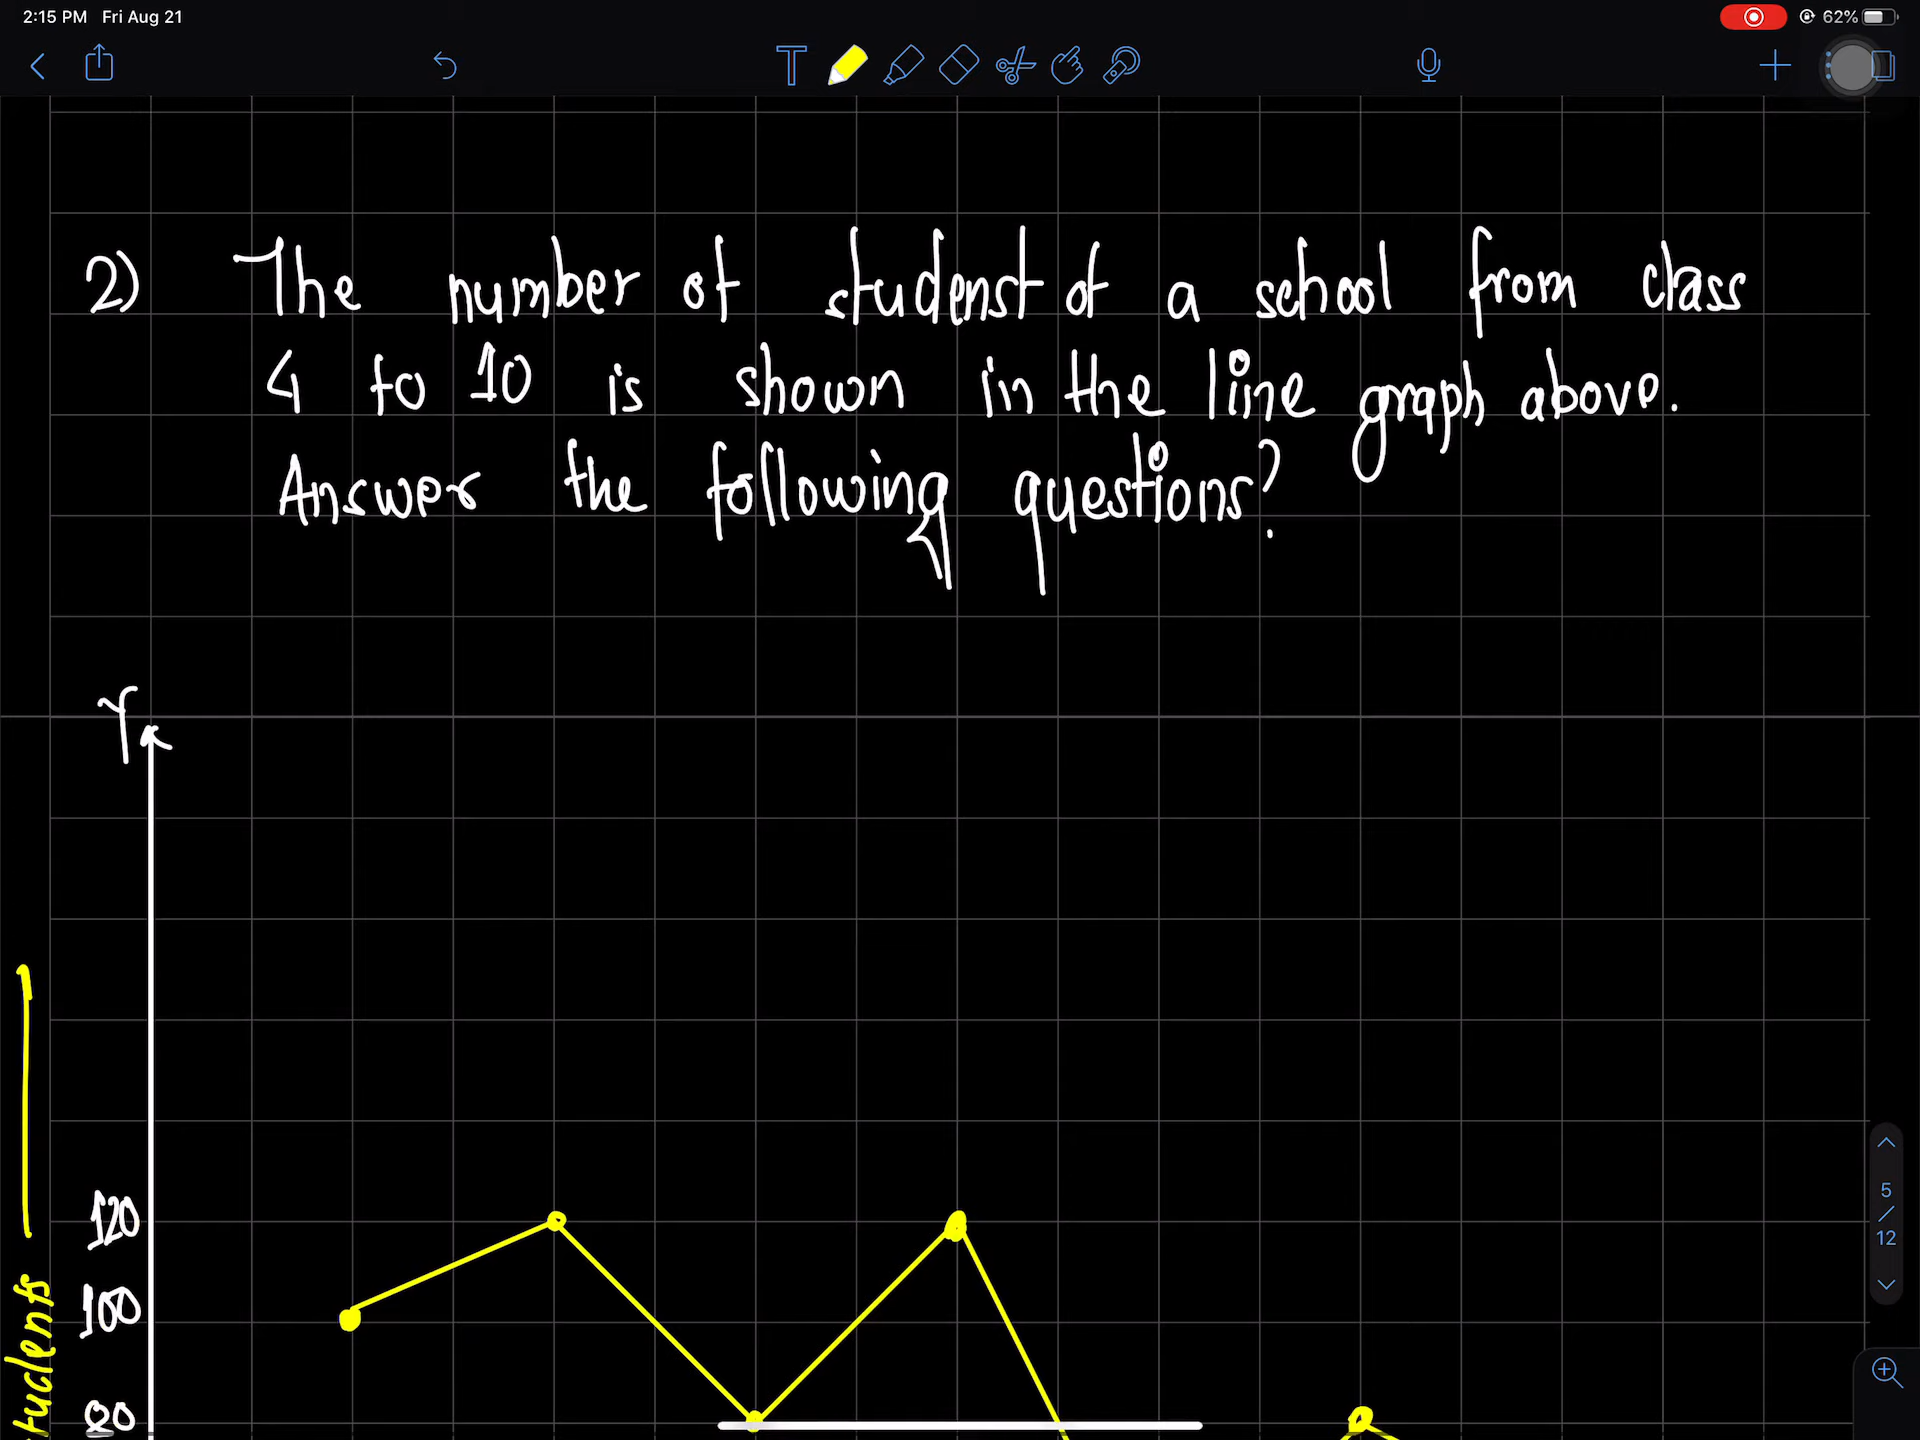 2:15 PM Fri Aug 21
62%
T
2) The number of studenst of a school from class
4 to 10 is shown in the line graph above.
Answer the following questions?
Y
120
100
80
5
/
12